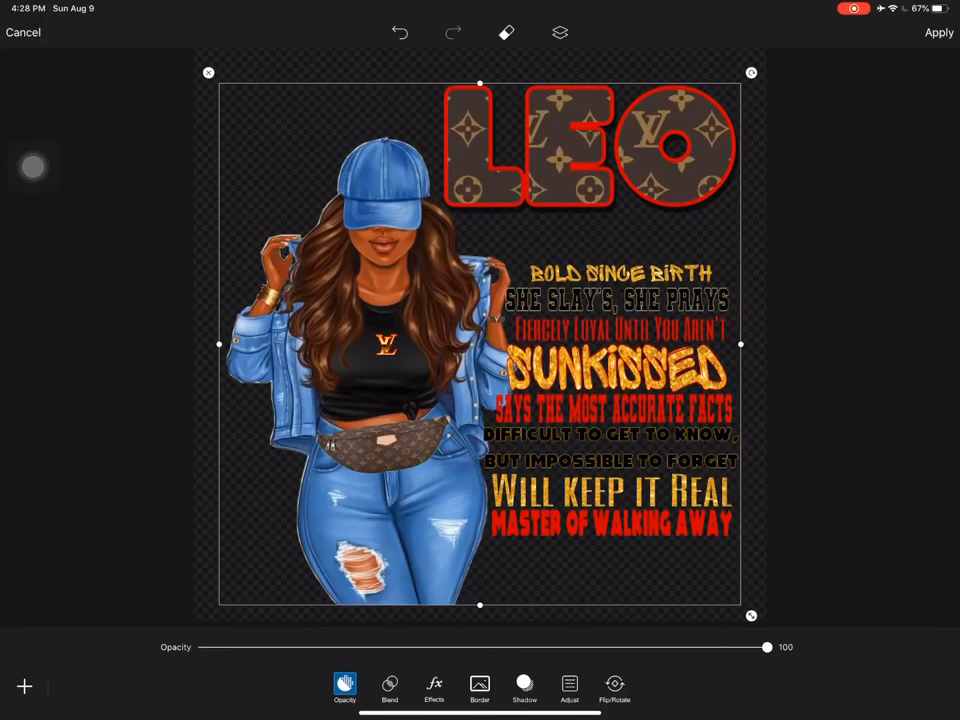 4:28 PM Sun Aug 9
67%
Cancel
Apply
LEO
BOLD SINCE BIRTH
SHE SLAY'S, SHE PRAYS
FIERCELY LOYAL UNTIL YOU AREN'T
SUNKISSED
SAYS THE MOST ACCURATE FACTS
DIFFICULT TO GET TO KNOW,
BUT IMPOSSIBLE TO FORGET
WILL KEEP IT REAL
MASTER OF WALKING AWAY
LV
Opacity 100
Opacity Blend Effects Border Shadow Adjust Flip/Rotate